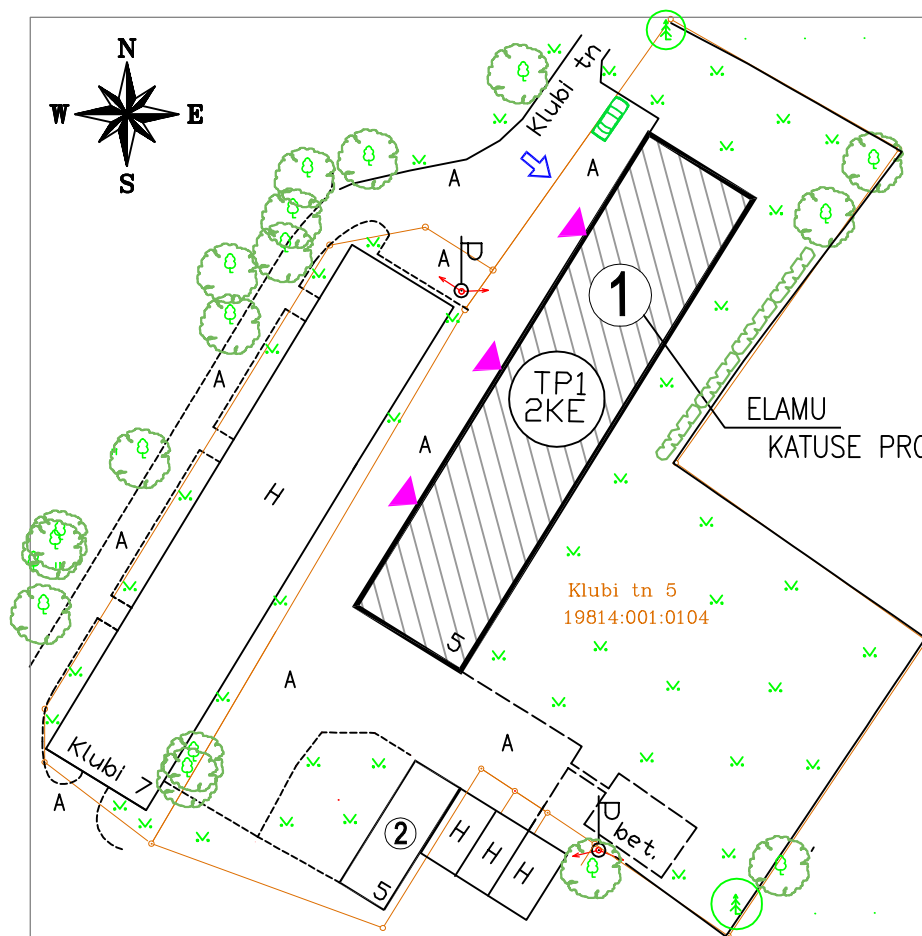 N
W E
S
Klubi tn
A
A
A
D
1
A
TP1
2KE
ELAMU
KATUSE PRO
A
H
A
Klubi tn 5
19814:001:0104
5
A
A
Klubi 7
A
D
bet.
2
5
H
H
H